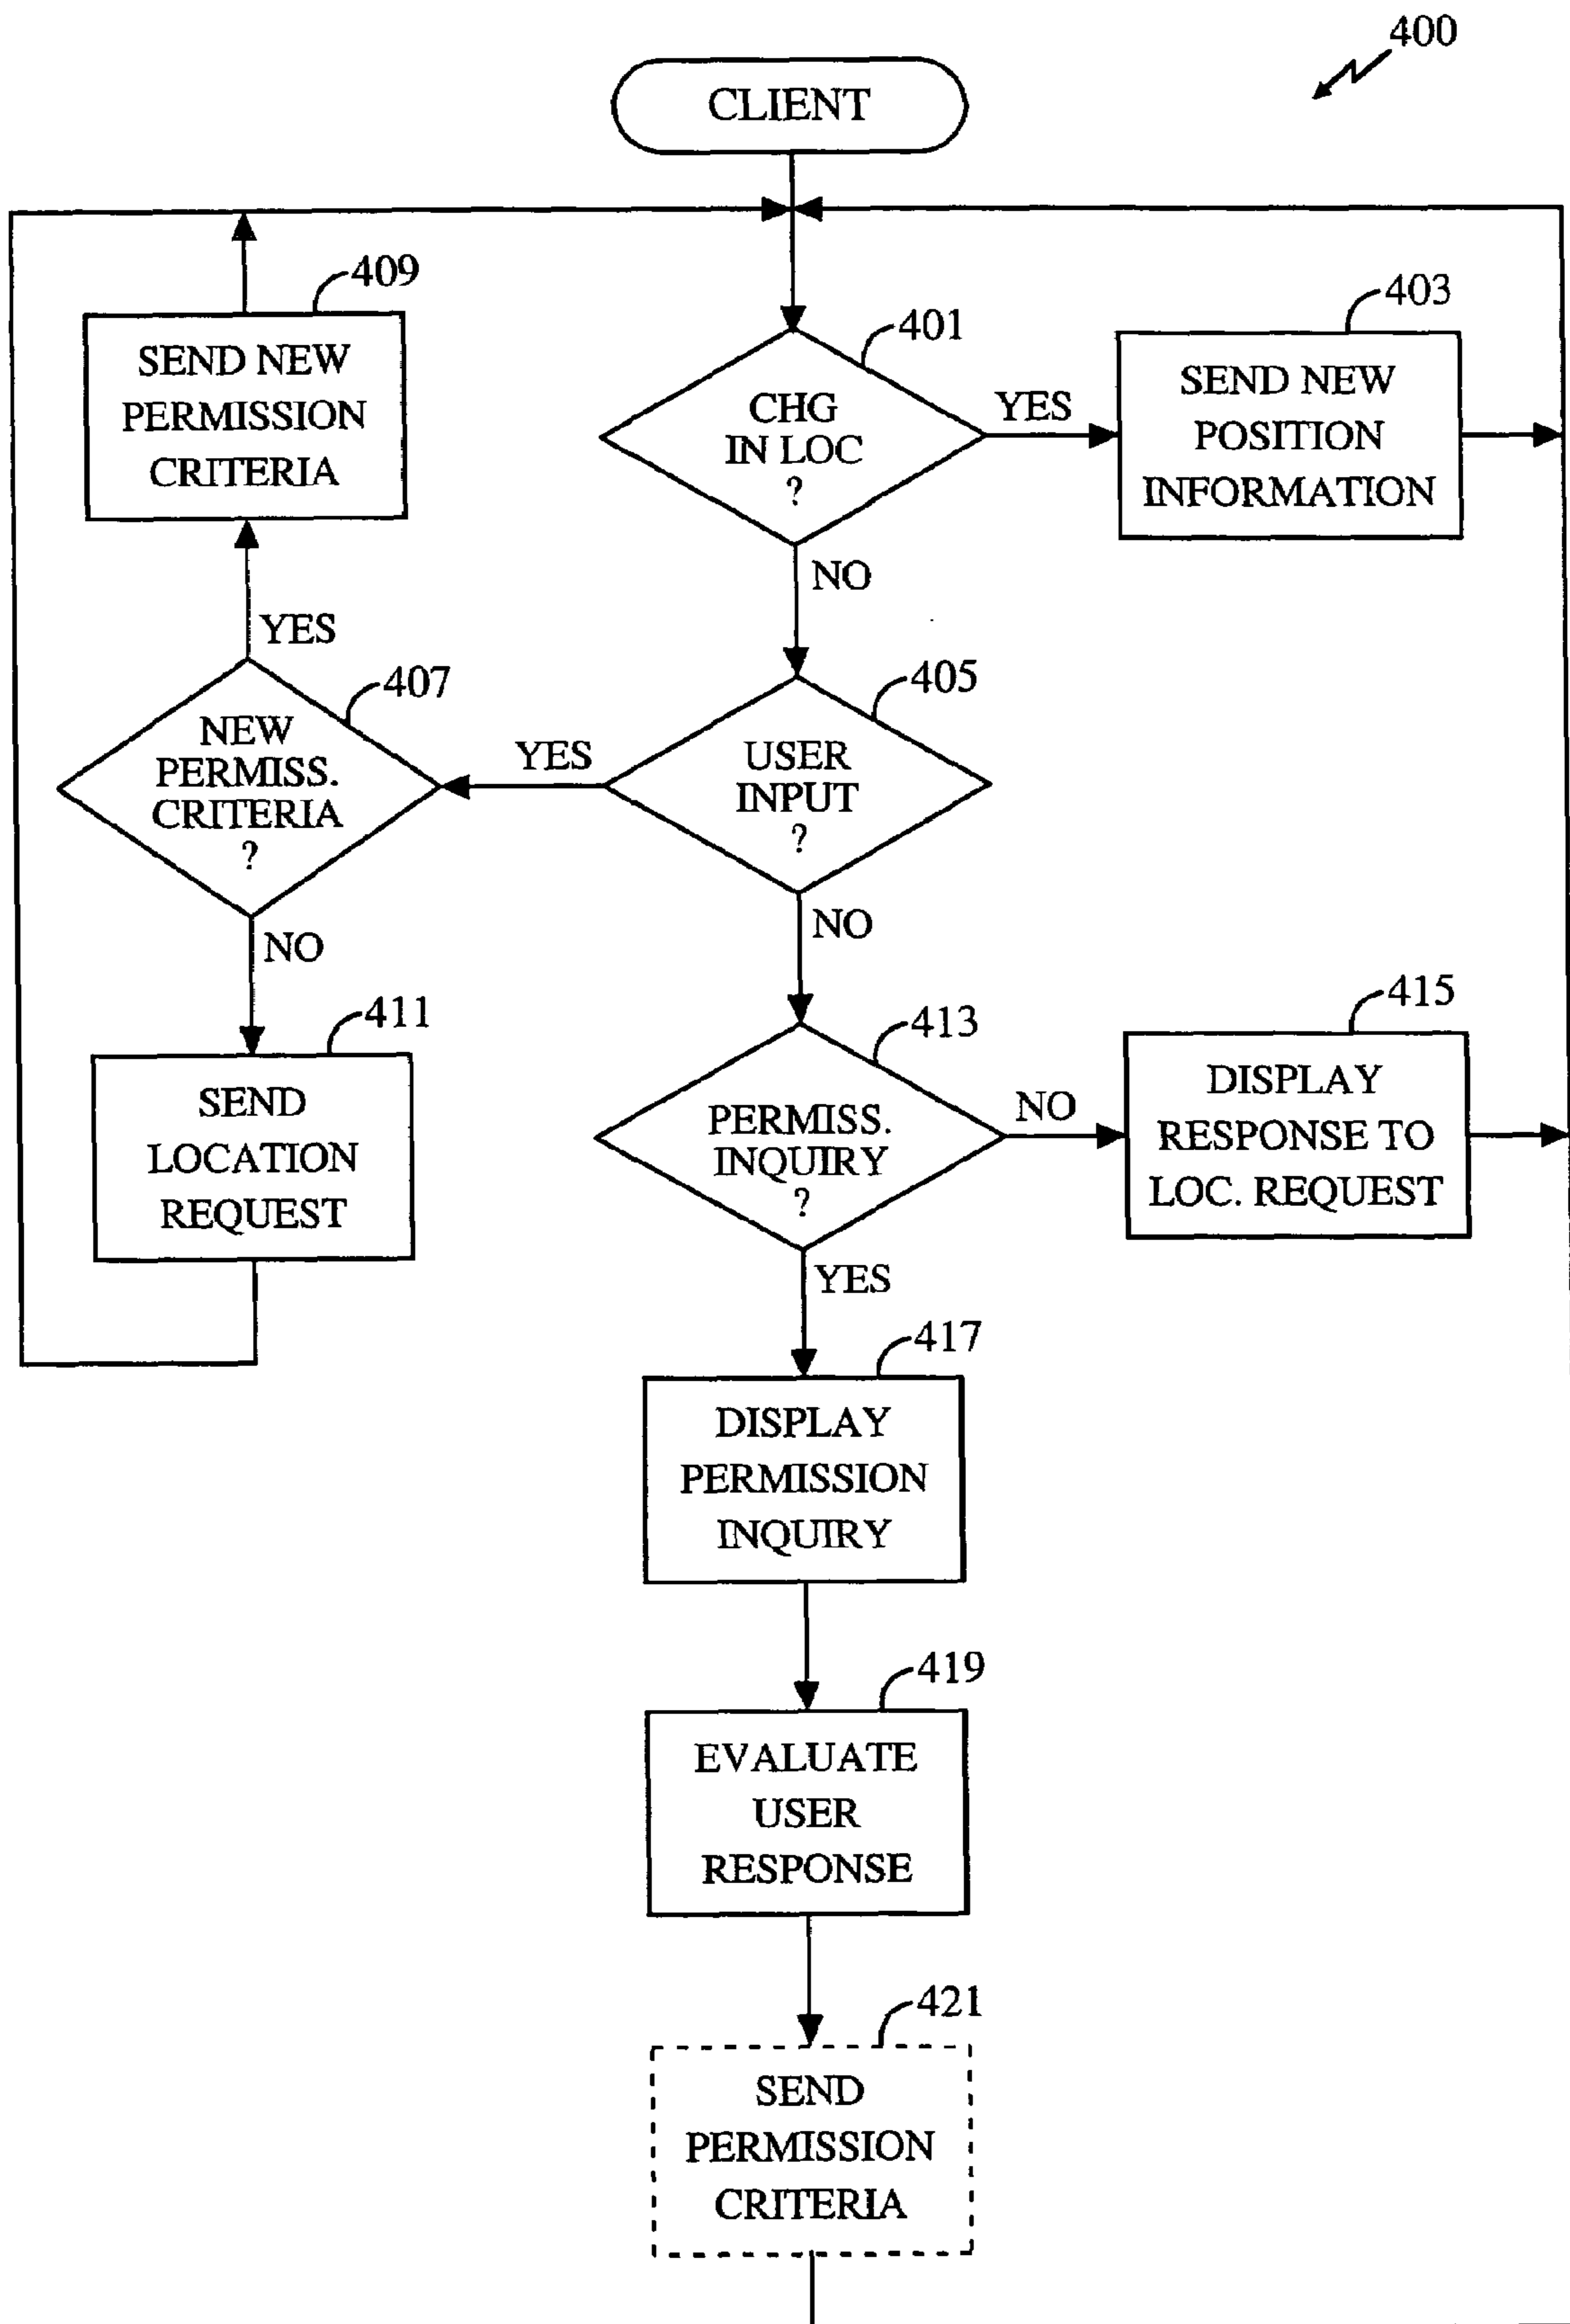 400
CLIENT
409
SEND NEW
PERMISSION
CRITERIA
401
CHG
IN LOC
?
YES
403
SEND NEW
POSITION
INFORMATION
NO
YES
407
NEW
PERMISS.
CRITERIA
?
YES
405
USER
INPUT
?
NO
NO
411
SEND
LOCATION
REQUEST
413
PERMISS.
INQUIRY
?
NO
415
DISPLAY
RESPONSE TO
LOC. REQUEST
YES
417
DISPLAY
PERMISSION
INQUIRY
419
EVALUATE
USER
RESPONSE
421
SEND
PERMISSION
CRITERIA